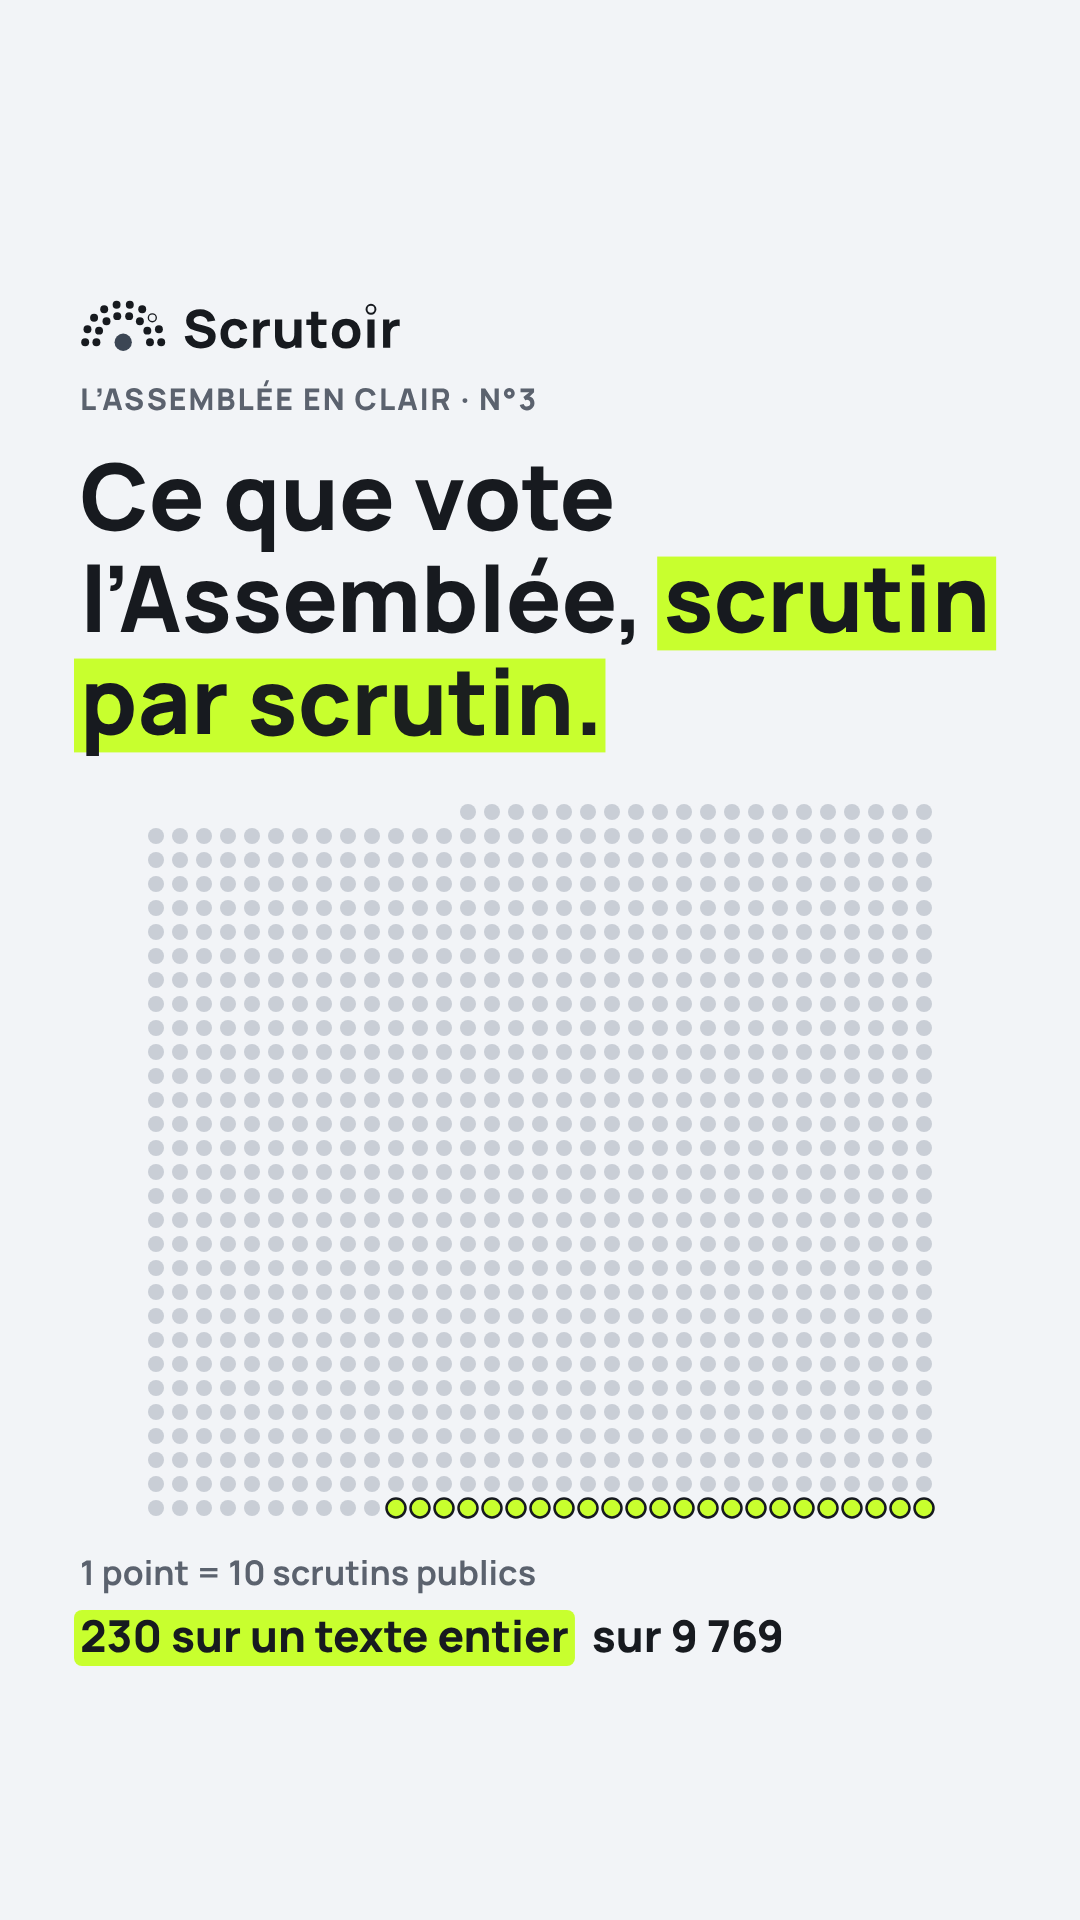 Scrutoir
L’ASSEMBLÉE EN CLAIR · N°3
Ce que vote
l’Assemblée, scrutin
par scrutin.
1 point = 10 scrutins publics
230 sur un texte entier sur 9 769